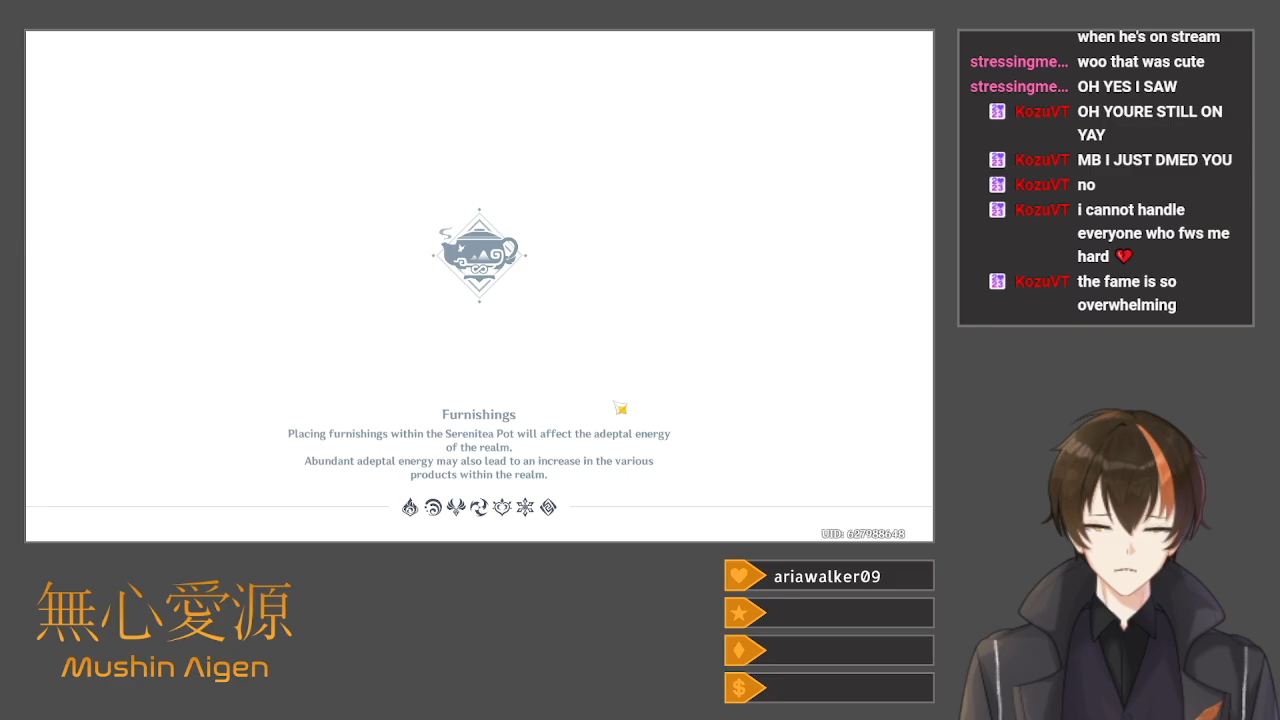 Furnishings
Placing furnishings within the Serenitea Pot will affect the adeptal energy
of the realm.
Abundant adeptal energy may also lead to an increase in the various
products within the realm.
UID: 627988648
when he's on stream
stressingme... woo that was cute
stressingme... OH YES I SAW
KozuVT OH YOURE STILL ON
YAY
KozuVT MB I JUST DMED YOU
KozuVT no
KozuVT i cannot handle
everyone who fws me
hard 💔
KozuVT the fame is so
overwhelming
無心愛源
Mushin Aigen
ariawalker09
$